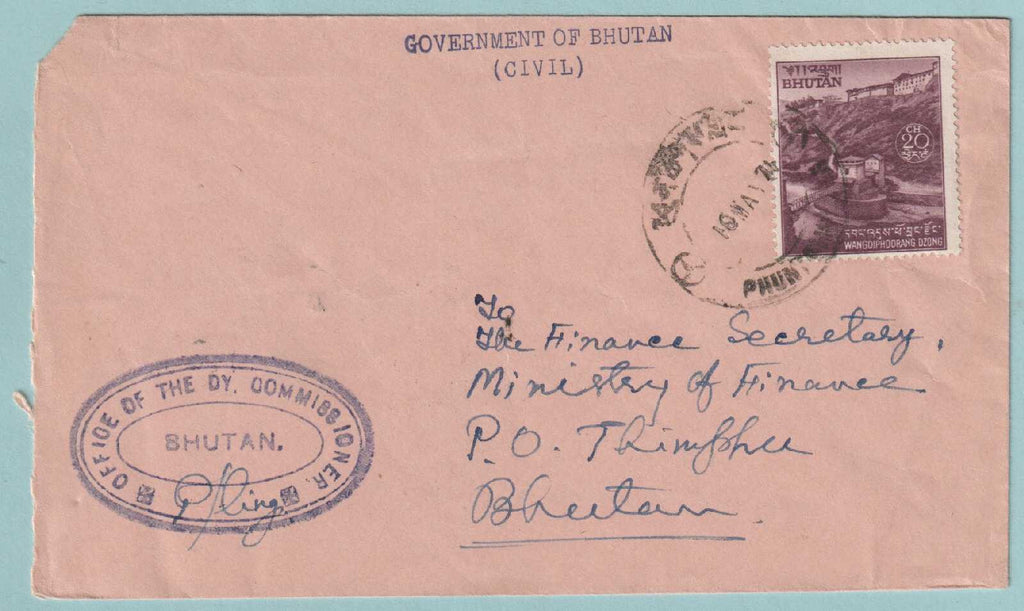 GOVERNMENT OF BHUTAN
(CIVIL)
BHUTAN
CH
20
WANGDIPHODRANG DZONG
To
The Finance Secretary,
Ministry of Finance
P.O. Thimphu
Bhutan
OFFICE OF THE DY. COMMISSIONER.
BHUTAN.
P/ling